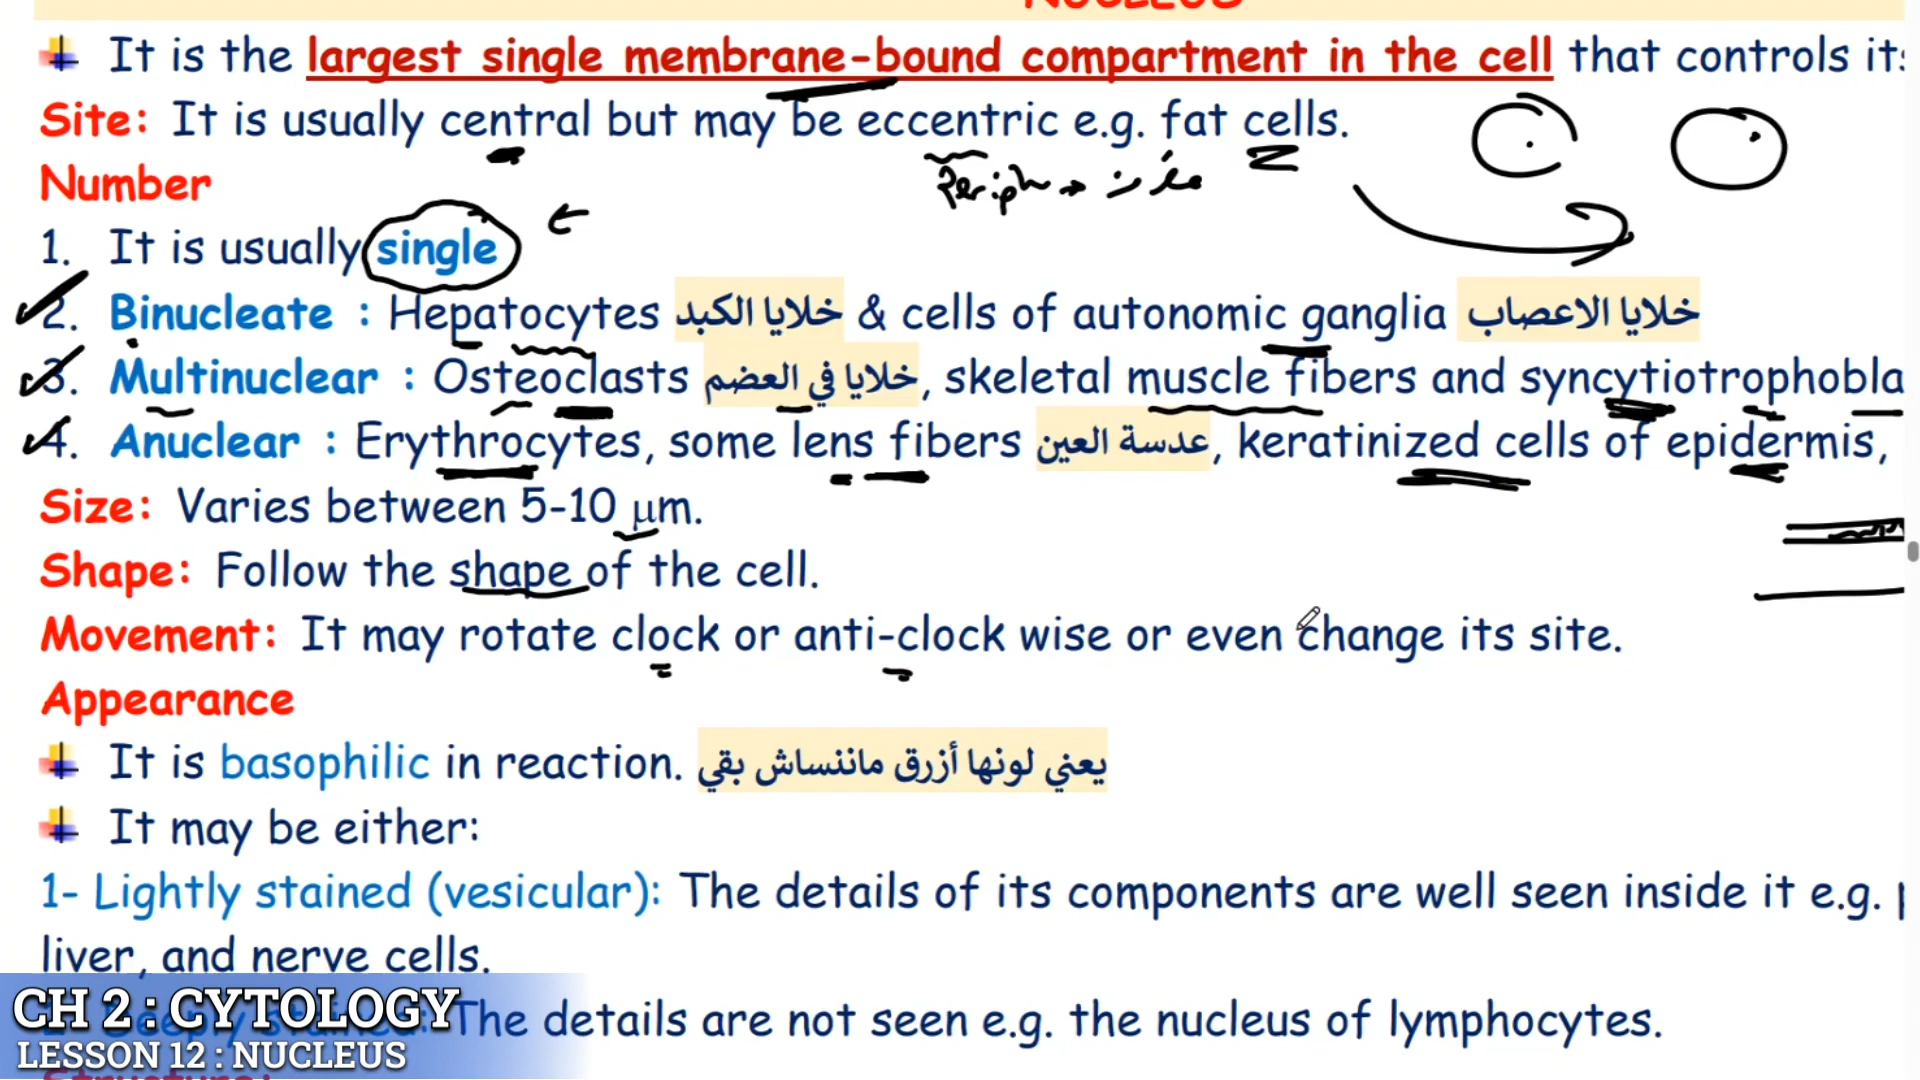 NUCLEUS
It is the largest single membrane-bound compartment in the cell that controls its
Site: It is usually central but may be eccentric e.g. fat cells.
Periph →
Number
1. It is usually single
2. Binucleate : Hepatocytes خلايا الكبد & cells of autonomic ganglia خلايا الاعصاب
3. Multinuclear : Osteoclasts خلايا في العضم, skeletal muscle fibers and syncytiotrophobla
4. Anuclear : Erythrocytes, some lens fibers عدسة العين, keratinized cells of epidermis,
Size: Varies between 5-10 μm.
Shape: Follow the shape of the cell.
Movement: It may rotate clock or anti-clock wise or even change its site.
Appearance
It is basophilic in reaction. يعني لونها أزرق ماننساش بقي
It may be either:
1- Lightly stained (vesicular): The details of its components are well seen inside it e.g.
liver, and nerve cells.
The details are not seen e.g. the nucleus of lymphocytes.
CH 2 : CYTOLOGY
LESSON 12 : NUCLEUS